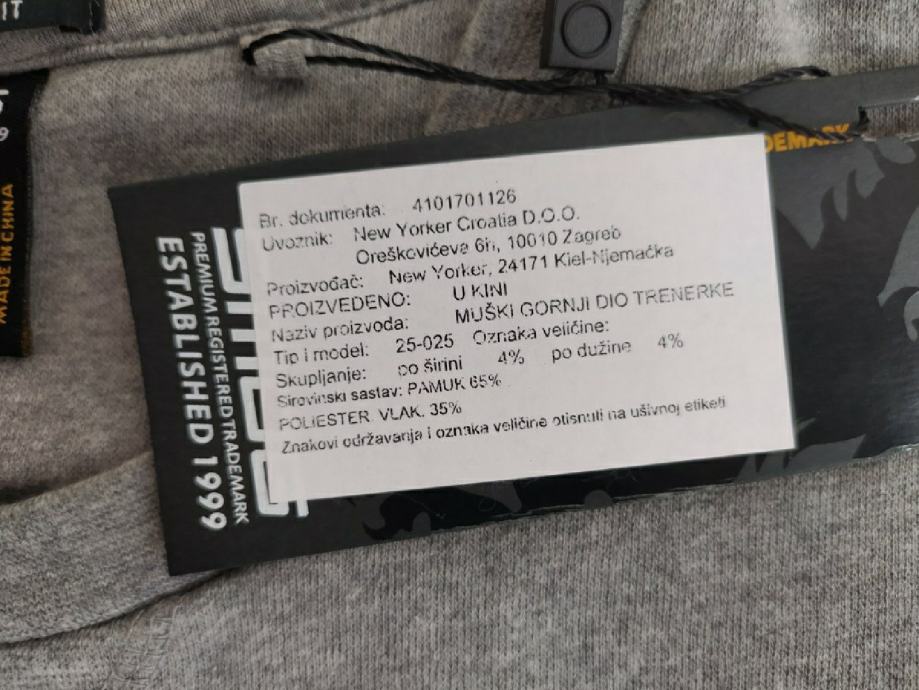 IT
9
MADE IN CHINA
DEMARK
PREMIUM REGISTERED TRADEMARK
ESTABLISHED 1999
Br. dokumenta: 4101701126
Uvoznik: New Yorker Croatia D.O.O.
Oreškovićeva 6h, 10010 Zagreb
Proizvođač: New Yorker, 24171 Kiel-Njemačka
PROIZVEDENO: U KINI
Naziv proizvoda: MUŠKI GORNJI DIO TRENERKE
Tip i model: 25-025 Oznaka veličine:
Skupljanje: po širini 4% po dužine 4%
Sirovinski sastav: PAMUK 65%
POLIESTER. VLAK. 35%
Znakovi održavanja i oznaka veličine otisnuti na ušivnoj etiketi